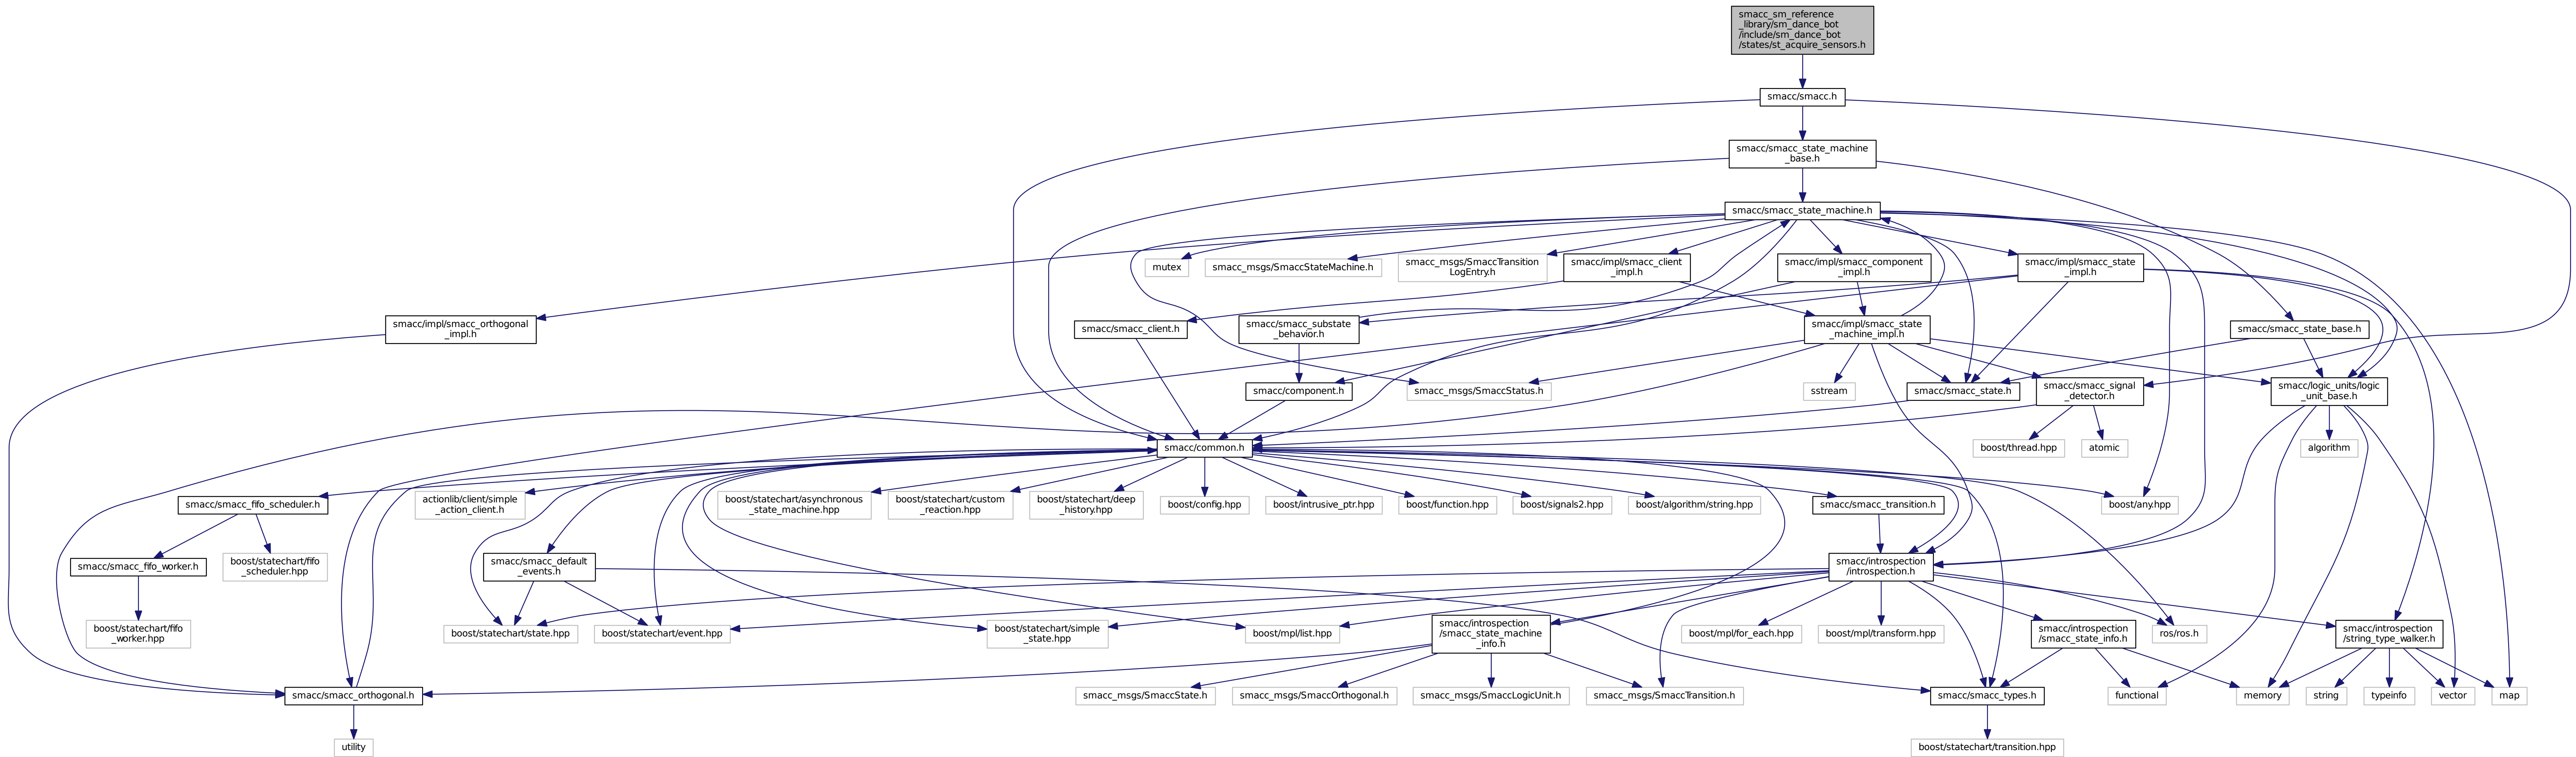 smacc_sm_reference
_library/sm_dance_bot
/include/sm_dance_bot
/states/st_acquire_sensors.h
smacc/smacc.h
smacc/smacc_state_machine
_base.h
smacc/smacc_state_machine.h
mutex
smacc_msgs/SmaccStateMachine.h
smacc_msgs/SmaccTransition
LogEntry.h
smacc/impl/smacc_client
_impl.h
smacc/impl/smacc_component
_impl.h
smacc/impl/smacc_state
_impl.h
smacc/impl/smacc_orthogonal
_impl.h
smacc/smacc_client.h
smacc/smacc_substate
_behavior.h
smacc/impl/smacc_state
_machine_impl.h
smacc/smacc_state_base.h
smacc/component.h
smacc_msgs/SmaccStatus.h
sstream
smacc/smacc_state.h
smacc/smacc_signal
_detector.h
smacc/logic_units/logic
_unit_base.h
smacc/common.h
boost/thread.hpp
atomic
algorithm
smacc/smacc_fifo_scheduler.h
actionlib/client/simple
_action_client.h
boost/statechart/asynchronous
_state_machine.hpp
boost/statechart/custom
_reaction.hpp
boost/statechart/deep
_history.hpp
boost/config.hpp
boost/intrusive_ptr.hpp
boost/function.hpp
boost/signals2.hpp
boost/algorithm/string.hpp
smacc/smacc_transition.h
boost/any.hpp
smacc/smacc_fifo_worker.h
boost/statechart/fifo
_scheduler.hpp
smacc/smacc_default
_events.h
smacc/introspection
/introspection.h
boost/statechart/fifo
_worker.hpp
boost/statechart/state.hpp
boost/statechart/event.hpp
boost/statechart/simple
_state.hpp
boost/mpl/list.hpp
smacc/introspection
/smacc_state_machine
_info.h
boost/mpl/for_each.hpp
boost/mpl/transform.hpp
smacc/introspection
/smacc_state_info.h
ros/ros.h
smacc/introspection
/string_type_walker.h
smacc/smacc_orthogonal.h
smacc_msgs/SmaccState.h
smacc_msgs/SmaccOrthogonal.h
smacc_msgs/SmaccLogicUnit.h
smacc_msgs/SmaccTransition.h
smacc/smacc_types.h
functional
memory
string
typeinfo
vector
map
utility
boost/statechart/transition.hpp